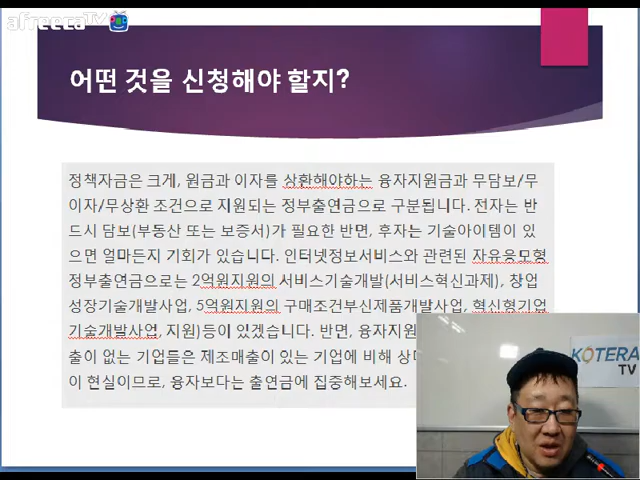 afreecaTV
어떤 것을 신청해야 할지?
정책자금은 크게, 원금과 이자를 상환해야하는 융자지원금과 무담보/무
이자/무상환 조건으로 지원되는 정부출연금으로 구분됩니다. 전자는 반
드시 담보(부동산 또는 보증서)가 필요한 반면, 후자는 기술아이템이 있
으면 얼마든지 기회가 있습니다. 인터넷정보서비스와 관련된 자유응모형
정부출연금으로는 2억원지원의 서비스기술개발(서비스혁신과제), 창업
성장기술개발사업, 5억원지원의 구매조건부신제품개발사업, 혁신형기업
기술개발사업, 지원)등이 있겠습니다. 반면, 융자지원
출이 없는 기업들은 제조매출이 있는 기업에 비해 상대
이 현실이므로, 융자보다는 출연금에 집중해보세요.
KOTERA
TV